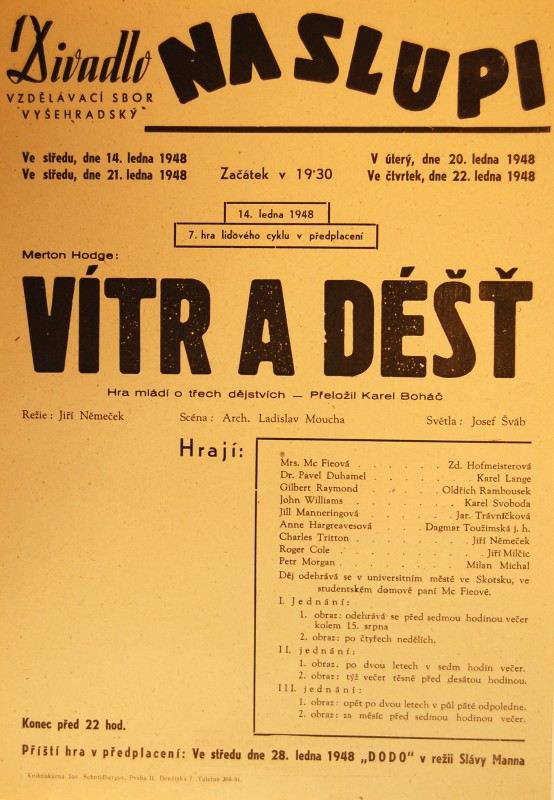 Divadlo NA SLUPI
VZDĚLÁVACÍ SBOR
VYŠEHRADSKÝ
Ve středu, dne 14. ledna 1948
Ve středu, dne 21. ledna 1948
Začátek v 19·30
V úterý, dne 20. ledna 1948
Ve čtvrtek, dne 22. ledna 1948
14. ledna 1948
7. hra lidového cyklu v předplacení
Merton Hodge:
VÍTR A DÉŠŤ
Hra mládí o třech dějstvích — Přeložil Karel Boháč
Režie: Jiří Němeček Scéna: Arch. Ladislav Moucha Světla: Josef Šváb
Hrají:
Mrs. Mc Fieová . . . . . . Zd. Hofmeisterová
Dr. Pavel Duhamel . . . . . . Karel Lange
Gilbert Raymond . . . . Oldřich Rambousek
John Williams . . . . . . Karel Svoboda
Jill Manneringová . . . . . Jar. Trávníčková
Anne Hargreavesová . . . Dagmar Toužimská j. h.
Charles Tritton . . . . . . Jiří Němeček
Roger Cole . . . . . . . . Jiří Milčic
Petr Morgan . . . . . . . Milan Michal
Děj odehrává se v universitním městě ve Skotsku, ve
studentském domově paní Mc Fieové.
I. Jednání:
1. obraz: odehrává se před sedmou hodinou večer
kolem 15. srpna
2. obraz: po čtyřech nedělích.
II. jednání:
1. obraz. po dvou letech v sedm hodin večer.
2. obraz: týž večer těsně před desátou hodinou.
III. jednání:
1. obraz: opět po dvou letech v půl páté odpoledne.
2. obraz: za měsíc před sedmou hodinou večer.
Konec před 22 hod.
Příští hra v předplacení: Ve středu dne 28. ledna 1948 „DODO" v režii Slávy Manna
Knihtiskárna Jos. Schmidberger, Praha II. Benátská 7 Telefon